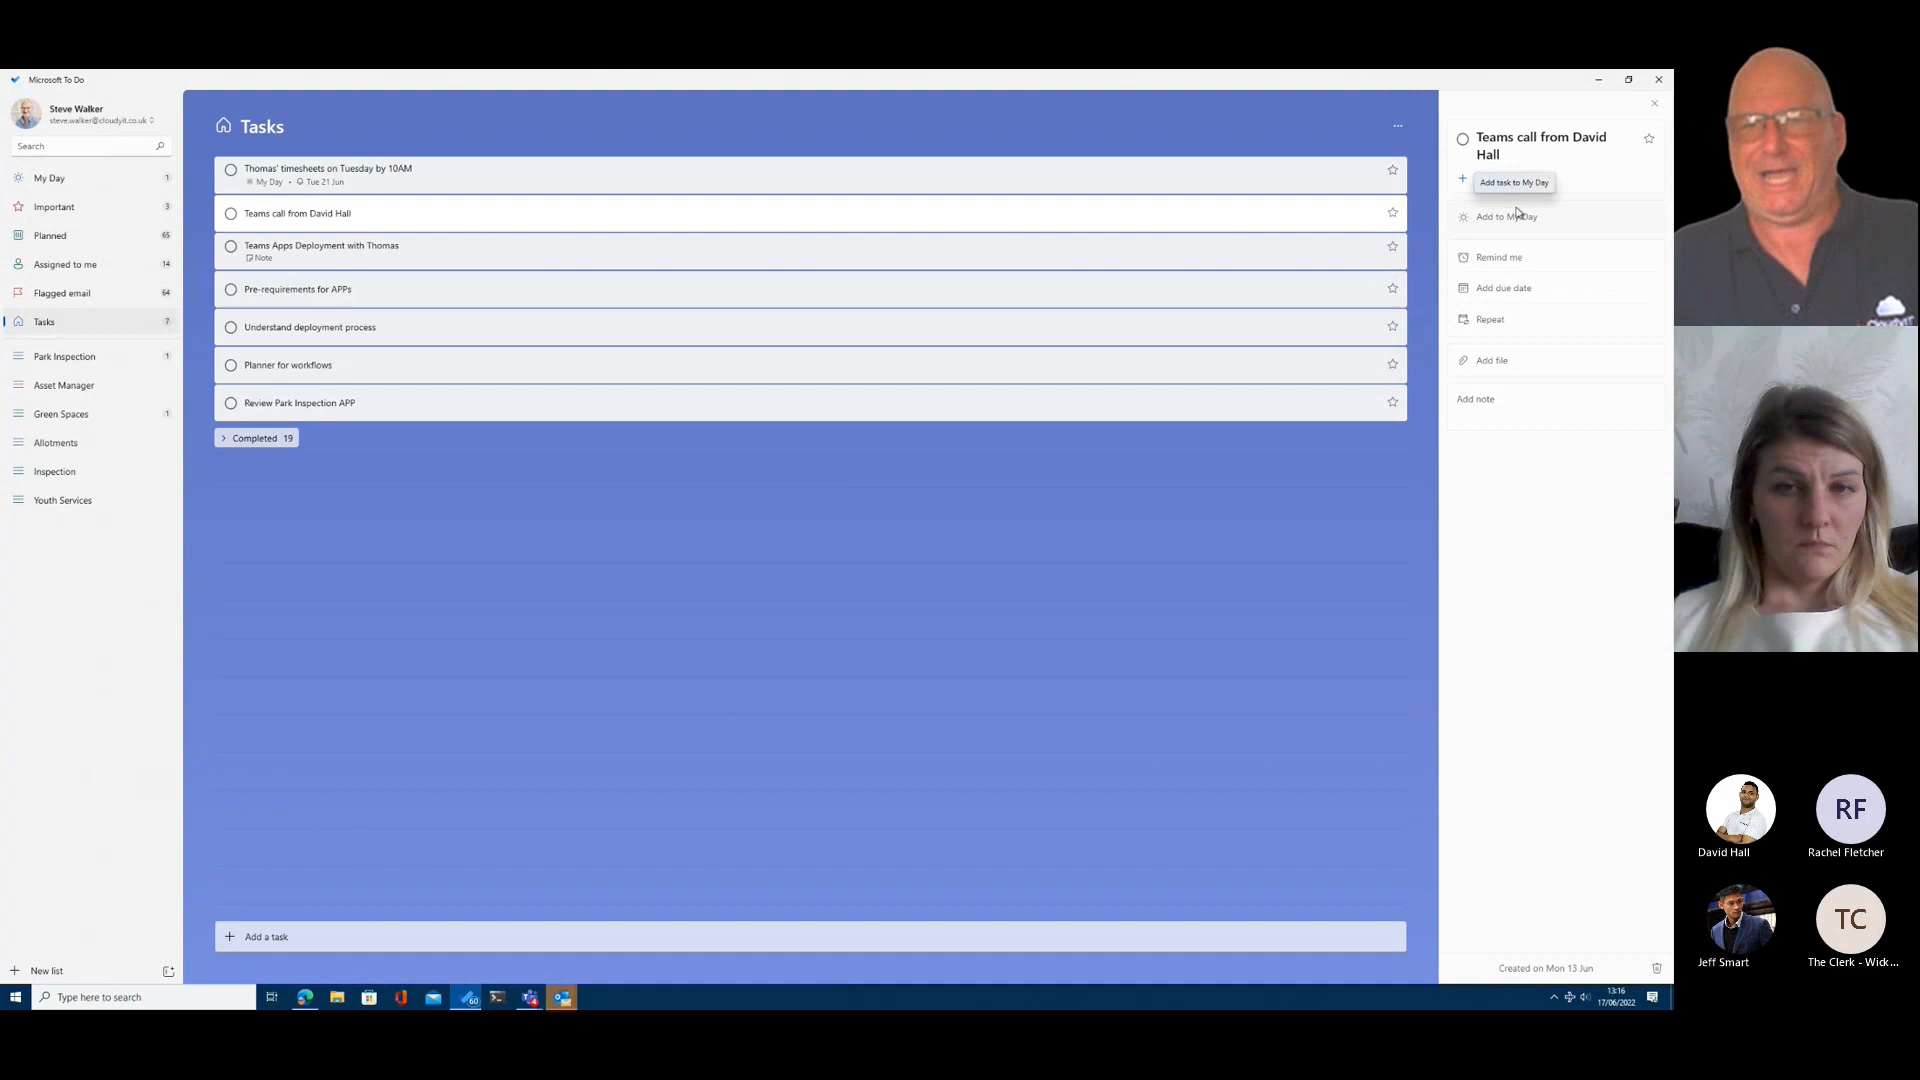 Microsoft To Do
Steve Walker
steve.walker@cloudyit.co.uk
Search
My Day 1
Important 3
Planned 65
Assigned to me 14
Flagged email 64
Tasks 7
Park Inspection 1
Asset Manager
Green Spaces 1
Allotments
Inspection
Youth Services
New list
Tasks
Thomas' timesheets on Tuesday by 10AM
My Day • Tue 21 Jun
Teams call from David Hall
Teams Apps Deployment with Thomas
Note
Pre-requirements for APPs
Understand deployment process
Planner for workflows
Review Park Inspection APP
Completed 19
Add a task
Teams call from David
Hall
Add task to My Day
Add to My Day
Remind me
Add due date
Repeat
Add file
Add note
Created on Mon 13 Jun
Type here to search
60
13:16
17/06/2022
David Hall
RF
Rachel Fletcher
Jeff Smart
TC
The Clerk - Wick...